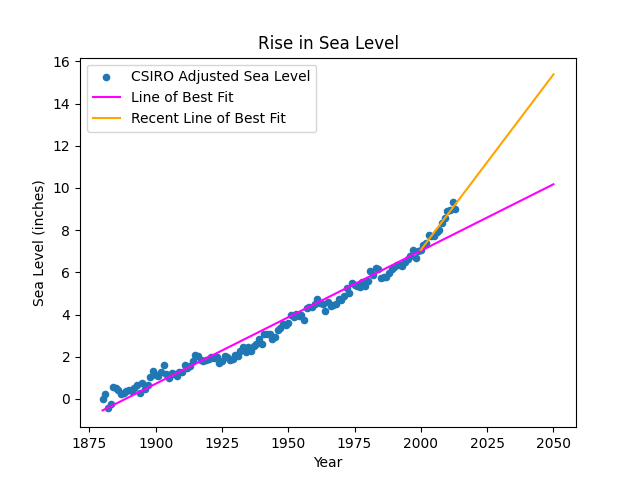 Rise in Sea Level
CSIRO Adjusted Sea Level
Line of Best Fit
Recent Line of Best Fit
Sea Level (inches)
16
14
12
10
8
6
4
2
0
1875 1900 1925 1950 1975 2000 2025 2050
Year